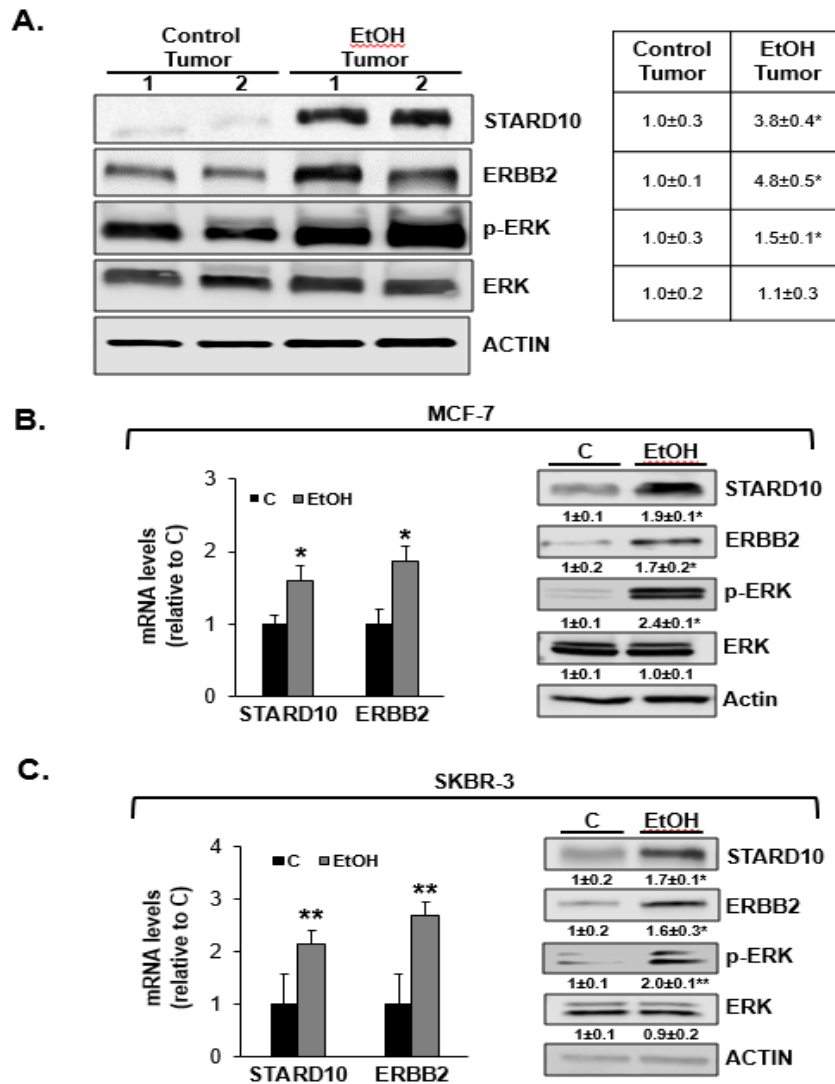 A.
Control Tumor
EtOH Tumor
1 2 1 2
STARD10
ERBB2
p-ERK
ERK
ACTIN
Control Tumor EtOH Tumor
1.0±0.3 3.8±0.4*
1.0±0.1 4.8±0.5*
1.0±0.3 1.5±0.1*
1.0±0.2 1.1±0.3
B.
MCF-7
mRNA levels
(relative to C)
3
2
1
0
C EtOH
* *
STARD10 ERBB2
C EtOH
STARD10
1±0.1 1.9±0.1*
ERBB2
1±0.2 1.7±0.2*
p-ERK
1±0.1 2.4±0.1*
ERK
1±0.1 1.0±0.1
Actin
C.
SKBR-3
mRNA levels
(relative to C)
4
3
2
1
0
C EtOH
** **
STARD10 ERBB2
C EtOH
STARD10
1±0.2 1.7±0.1*
ERBB2
1±0.2 1.6±0.3*
p-ERK
1±0.1 2.0±0.1**
ERK
1±0.1 0.9±0.2
ACTIN